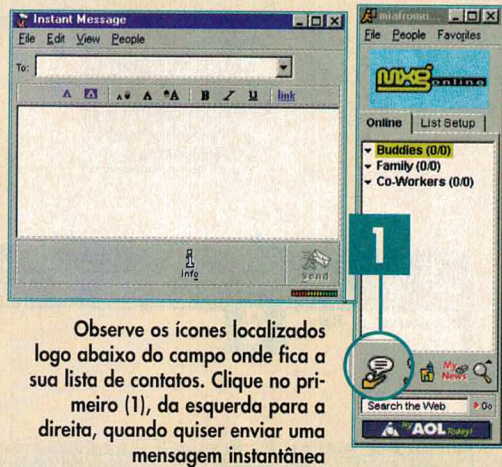 Instant Message
File Edit View People
To:
A A A A A B I U link
Info
Send
File People Favorites
MXG online
Online List Setup
Buddies (0/0)
Family (0/0)
Co-Workers (0/0)
1
My News
Search the Web Go
Try AOL Today!
Observe os ícones localizados
logo abaixo do campo onde fica a
sua lista de contatos. Clique no pri-
meiro (1), da esquerda para a
direita, quando quiser enviar uma
mensagem instantânea